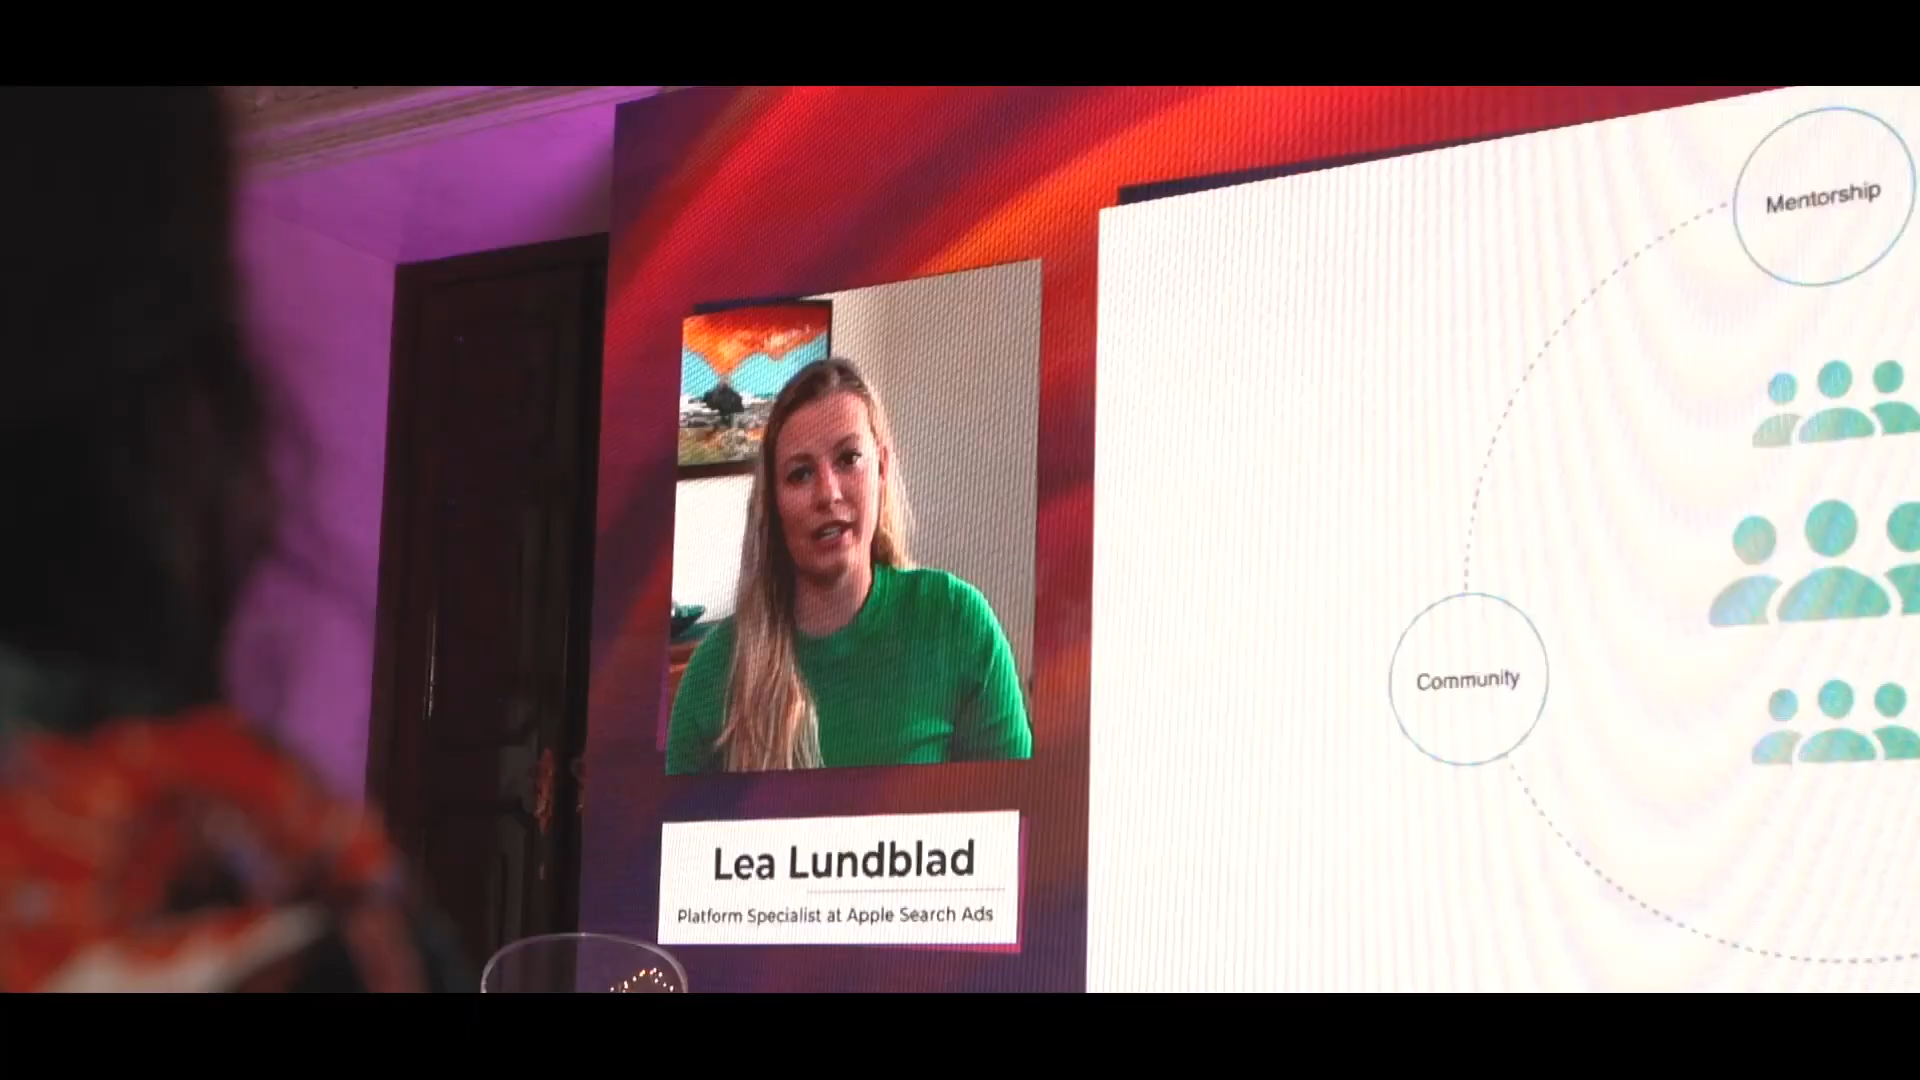 Mentorship
Community
Lea Lundblad
Platform Specialist at Apple Search Ads